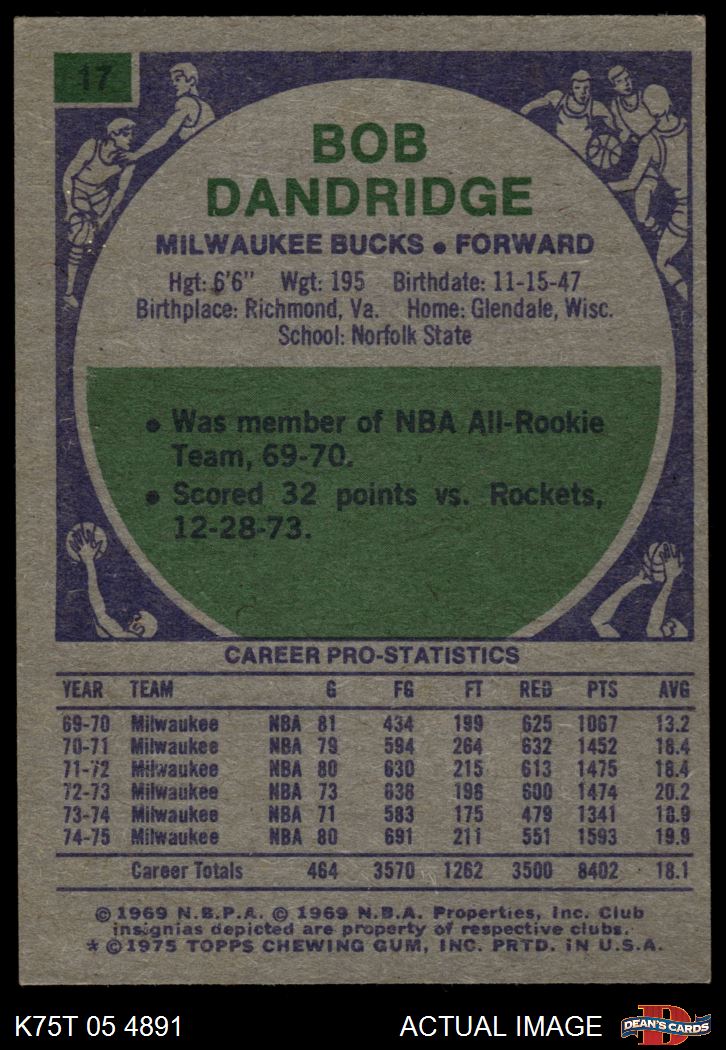 17
BOB
DANDRIDGE
MILWAUKEE BUCKS • FORWARD
Hgt: 6'6" Wgt: 195 Birthdate: 11-15-47
Birthplace: Richmond, Va. Home: Glendale, Wisc.
School: Norfolk State
• Was member of NBA All-Rookie
Team, 69-70.
• Scored 32 points vs. Rockets,
12-28-73.
CAREER PRO-STATISTICS
YEAR TEAM G FG FT REB PTS AVG
69-70 Milwaukee NBA 81 434 199 625 1067 13.2
70-71 Milwaukee NBA 79 594 264 632 1452 18.4
71-72 Milwaukee NBA 80 630 215 613 1475 18.4
72-73 Milwaukee NBA 73 638 198 600 1474 20.2
73-74 Milwaukee NBA 71 583 175 479 1341 18.9
74-75 Milwaukee NBA 80 691 211 551 1593 19.9
Career Totals 464 3570 1262 3500 8402 18.1
© 1969 N.B.P.A. © 1969 N.B.A. Properties, Inc. Club
insignias depicted are property of respective clubs.
* © 1975 TOPPS CHEWING GUM, INC. PRTD. IN U.S.A.
K75T 05 4891 ACTUAL IMAGE
D
DEAN'S CARDS